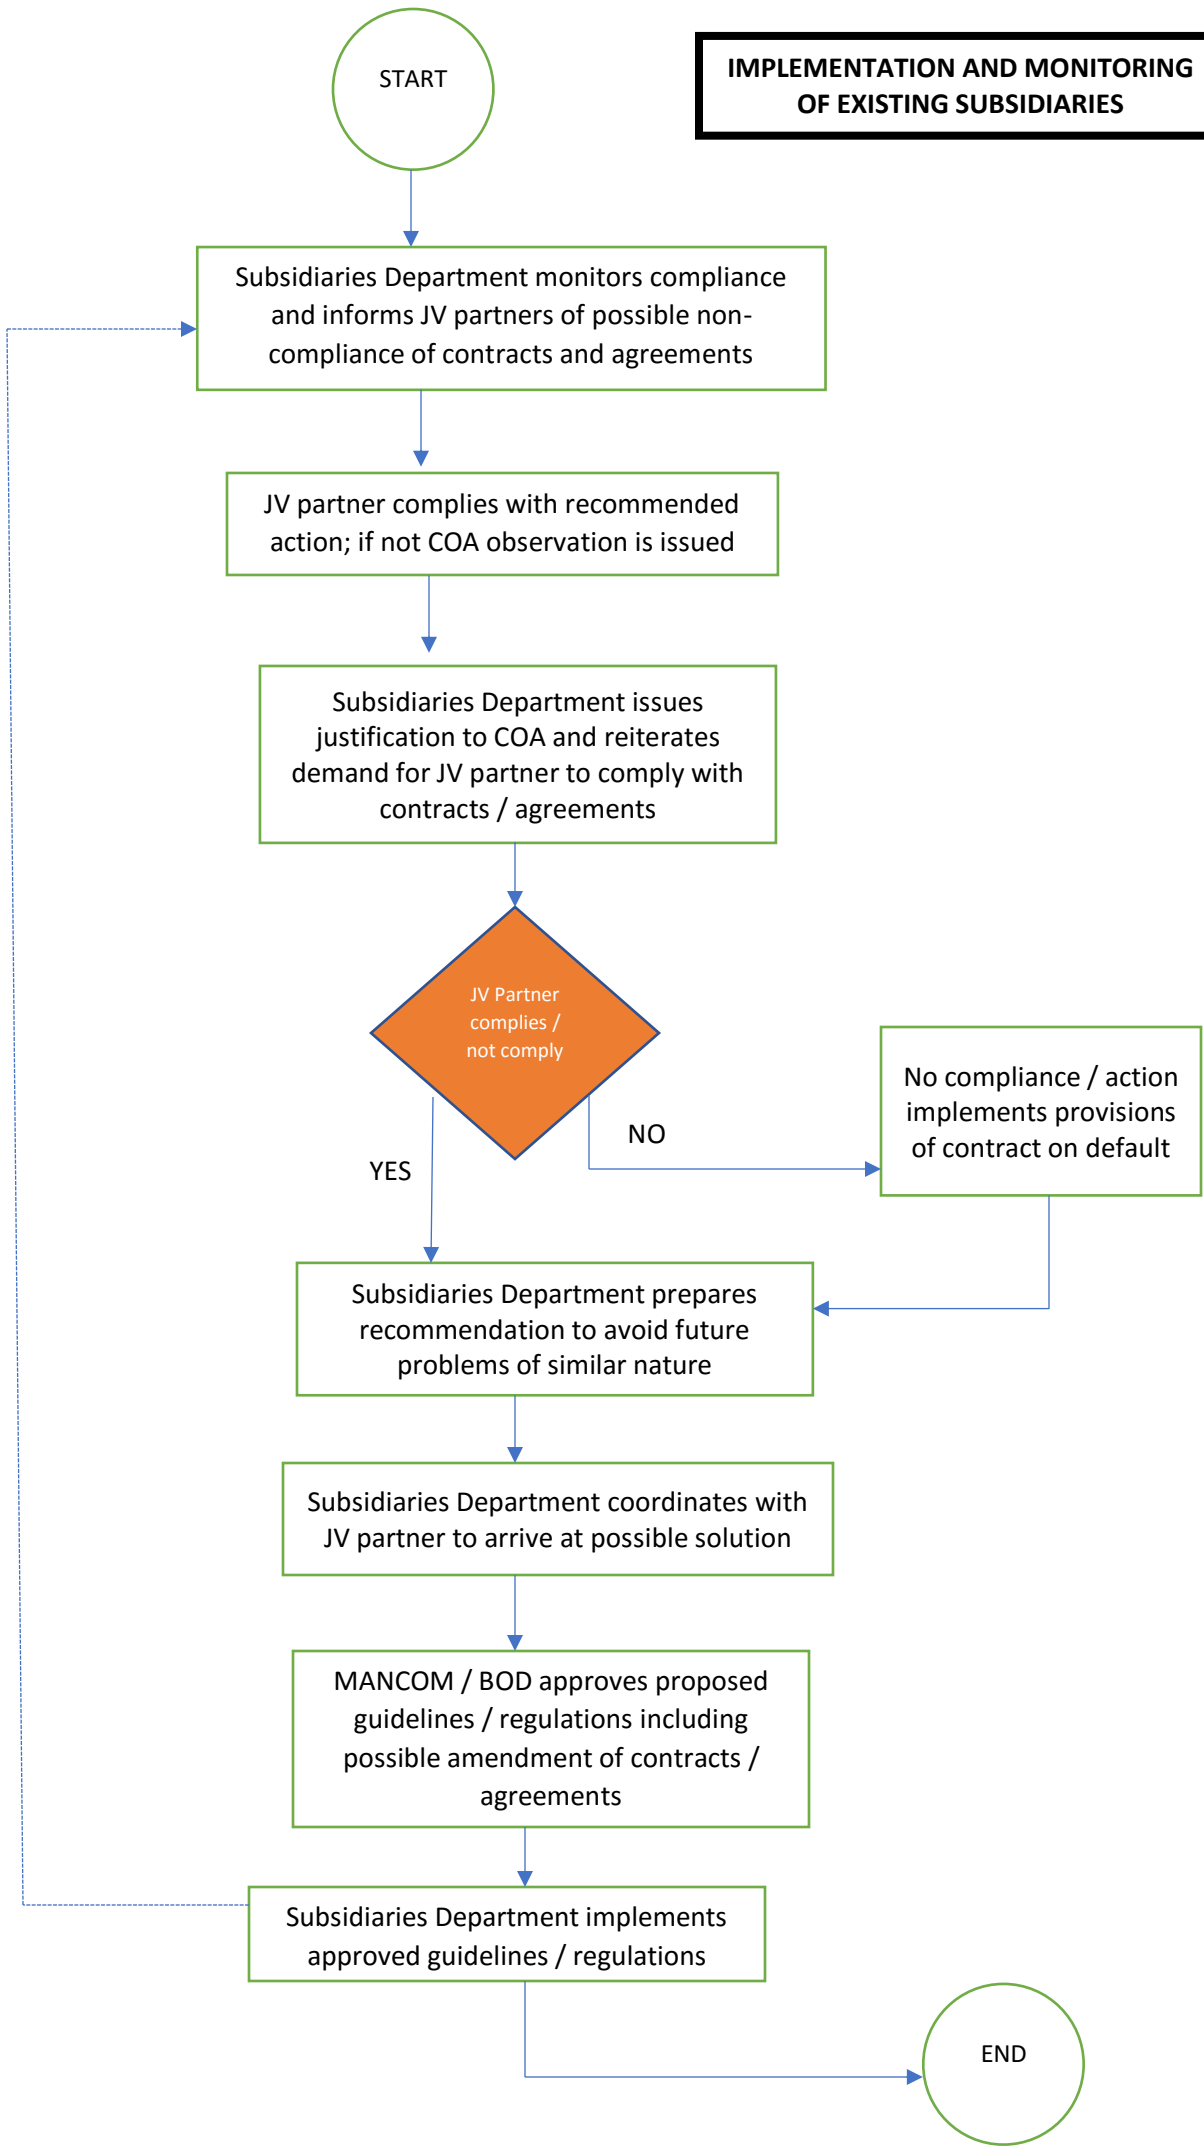 START
IMPLEMENTATION AND MONITORING
OF EXISTING SUBSIDIARIES
Subsidiaries Department monitors compliance
and informs JV partners of possible non-
compliance of contracts and agreements
JV partner complies with recommended
action; if not COA observation is issued
Subsidiaries Department issues
justification to COA and reiterates
demand for JV partner to comply with
contracts / agreements
JV Partner
complies /
not comply
No compliance / action
implements provisions
of contract on default
NO
YES
Subsidiaries Department prepares
recommendation to avoid future
problems of similar nature
Subsidiaries Department coordinates with
JV partner to arrive at possible solution
MANCOM / BOD approves proposed
guidelines / regulations including
possible amendment of contracts /
agreements
Subsidiaries Department implements
approved guidelines / regulations
END